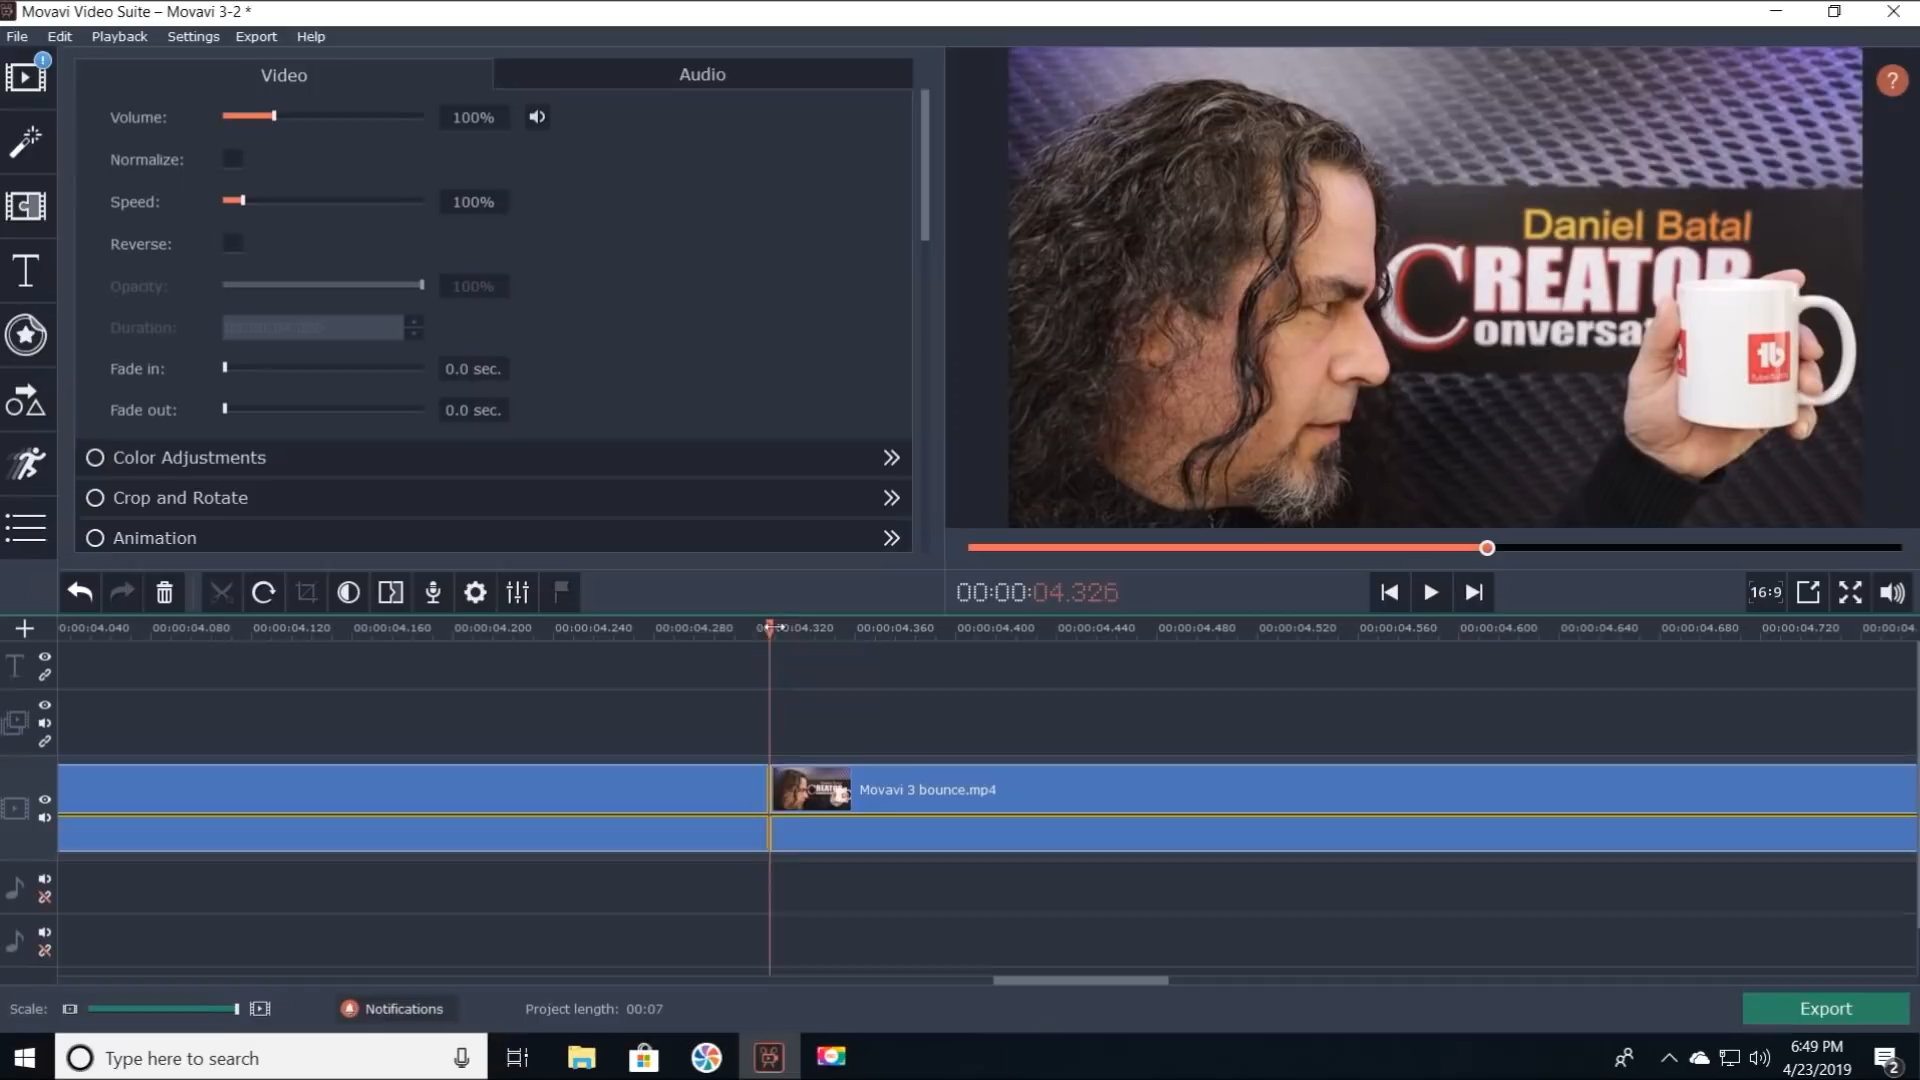 Movavi Video Suite – Movavi 3-2 *
File Edit Playback Settings Export Help
Video Audio
Volume: 100%
Normalize:
Speed: 100%
Reverse:
Opacity: 100%
Duration:
Fade in: 0.0 sec.
Fade out: 0.0 sec.
Color Adjustments
Crop and Rotate
Animation
Daniel Batal
CREATOR
onversa
?
00:00:04.326
16:9
0:00:04.040 00:00:04.080 00:00:04.120 00:00:04.160 00:00:04.200 00:00:04.240 00:00:04.280 04.320 00:00:04.360 00:00:04.400 00:00:04.440 00:00:04.480 00:00:04.520 00:00:04.560 00:00:04.600 00:00:04.640 00:00:04.680 00:00:04.720 00:00:04.
Movavi 3 bounce.mp4
Scale: Notifications Project length: 00:07 Export
Type here to search
6:49 PM
4/23/2019
2